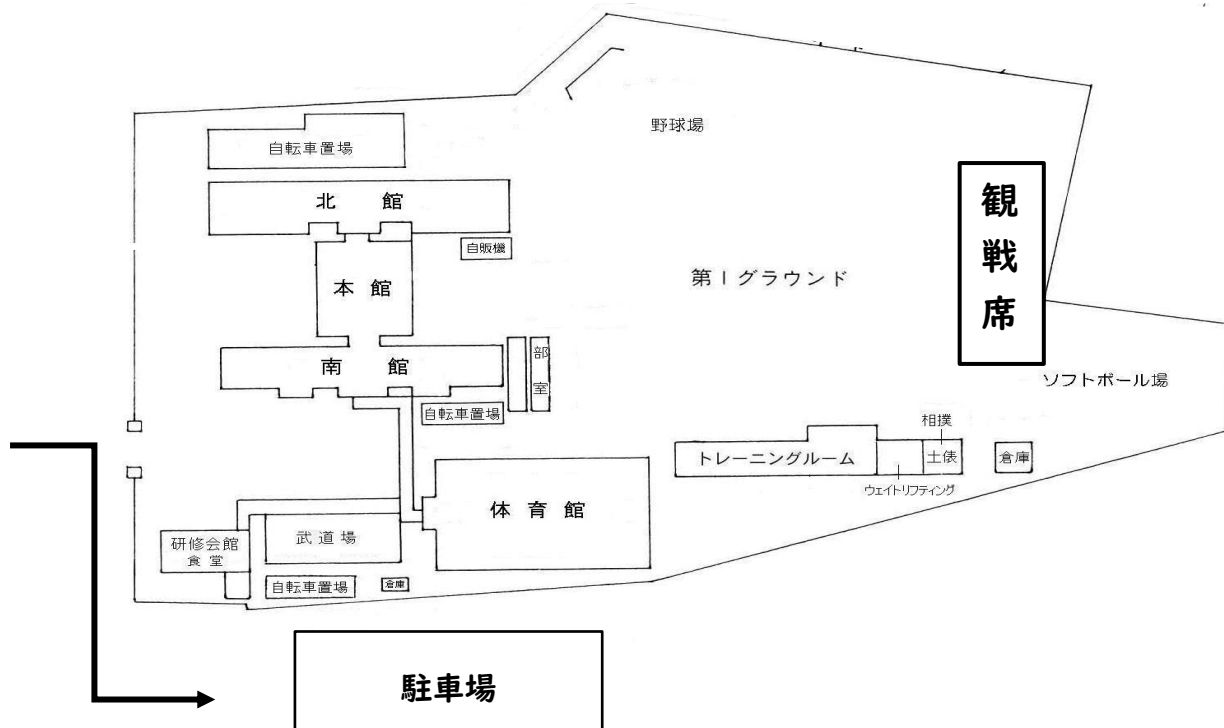 野球場
自転車置場
北館
自販機
観戦席
本館
第1グラウンド
南館
部室
ソフトボール場
自転車置場
相撲
トレーニングルーム
土俵
倉庫
ウェイトリフティング
体育館
武道場
研修会館
食堂
自転車置場
倉庫
駐車場